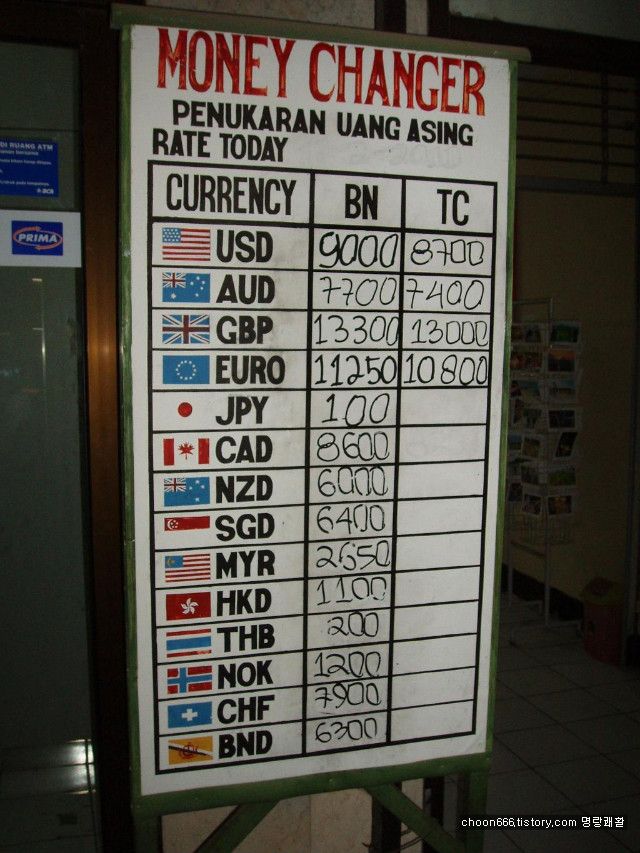 MONEY CHANGER
PENUKARAN UANG ASING
RATE TODAY
CURRENCY BN TC
USD 9000 8700
AUD 7700 7400
GBP 13300 13000
EURO 11250 10800
JPY 100
CAD 8600
NZD 6000
SGD 6400
MYR 2650
HKD 1100
THB 200
NOK 1200
CHF 7900
BND 6300
DI RUANG ATM
PRIMA
choon666.tistory.com 명랑쾌활